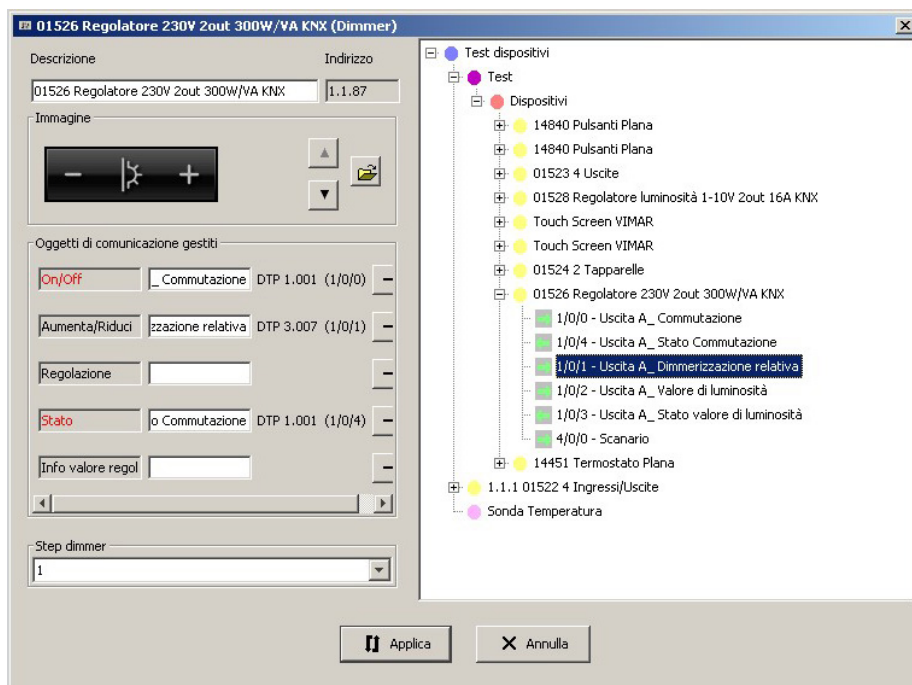 01526 Regolatore 230V 2out 300W/VA KNX (Dimmer)
Descrizione Indirizzo
01526 Regolatore 230V 2out 300W/VA KNX 1.1.87
Immagine
Oggetti di comunicazione gestiti
On/Off _ Commutazione DTP 1.001 (1/0/0)
Aumenta/Riduci zzazione relativa DTP 3.007 (1/0/1)
Regolazione
Stato o Commutazione DTP 1.001 (1/0/4)
Info valore regol
Step dimmer
1
Test dispositivi
Test
Dispositivi
14840 Pulsanti Plana
14840 Pulsanti Plana
01523 4 Uscite
01528 Regolatore luminosità 1-10V 2out 16A KNX
Touch Screen VIMAR
Touch Screen VIMAR
01524 2 Tapparelle
01526 Regolatore 230V 2out 300W/VA KNX
1/0/0 - Uscita A_ Commutazione
1/0/4 - Uscita A_ Stato Commutazione
1/0/1 - Uscita A_ Dimmerizzazione relativa
1/0/2 - Uscita A_ Valore di luminosità
1/0/3 - Uscita A_ Stato valore di luminosità
4/0/0 - Scanario
14451 Termostato Plana
1.1.1 01522 4 Ingressi/Uscite
Sonda Temperatura
Applica Annulla